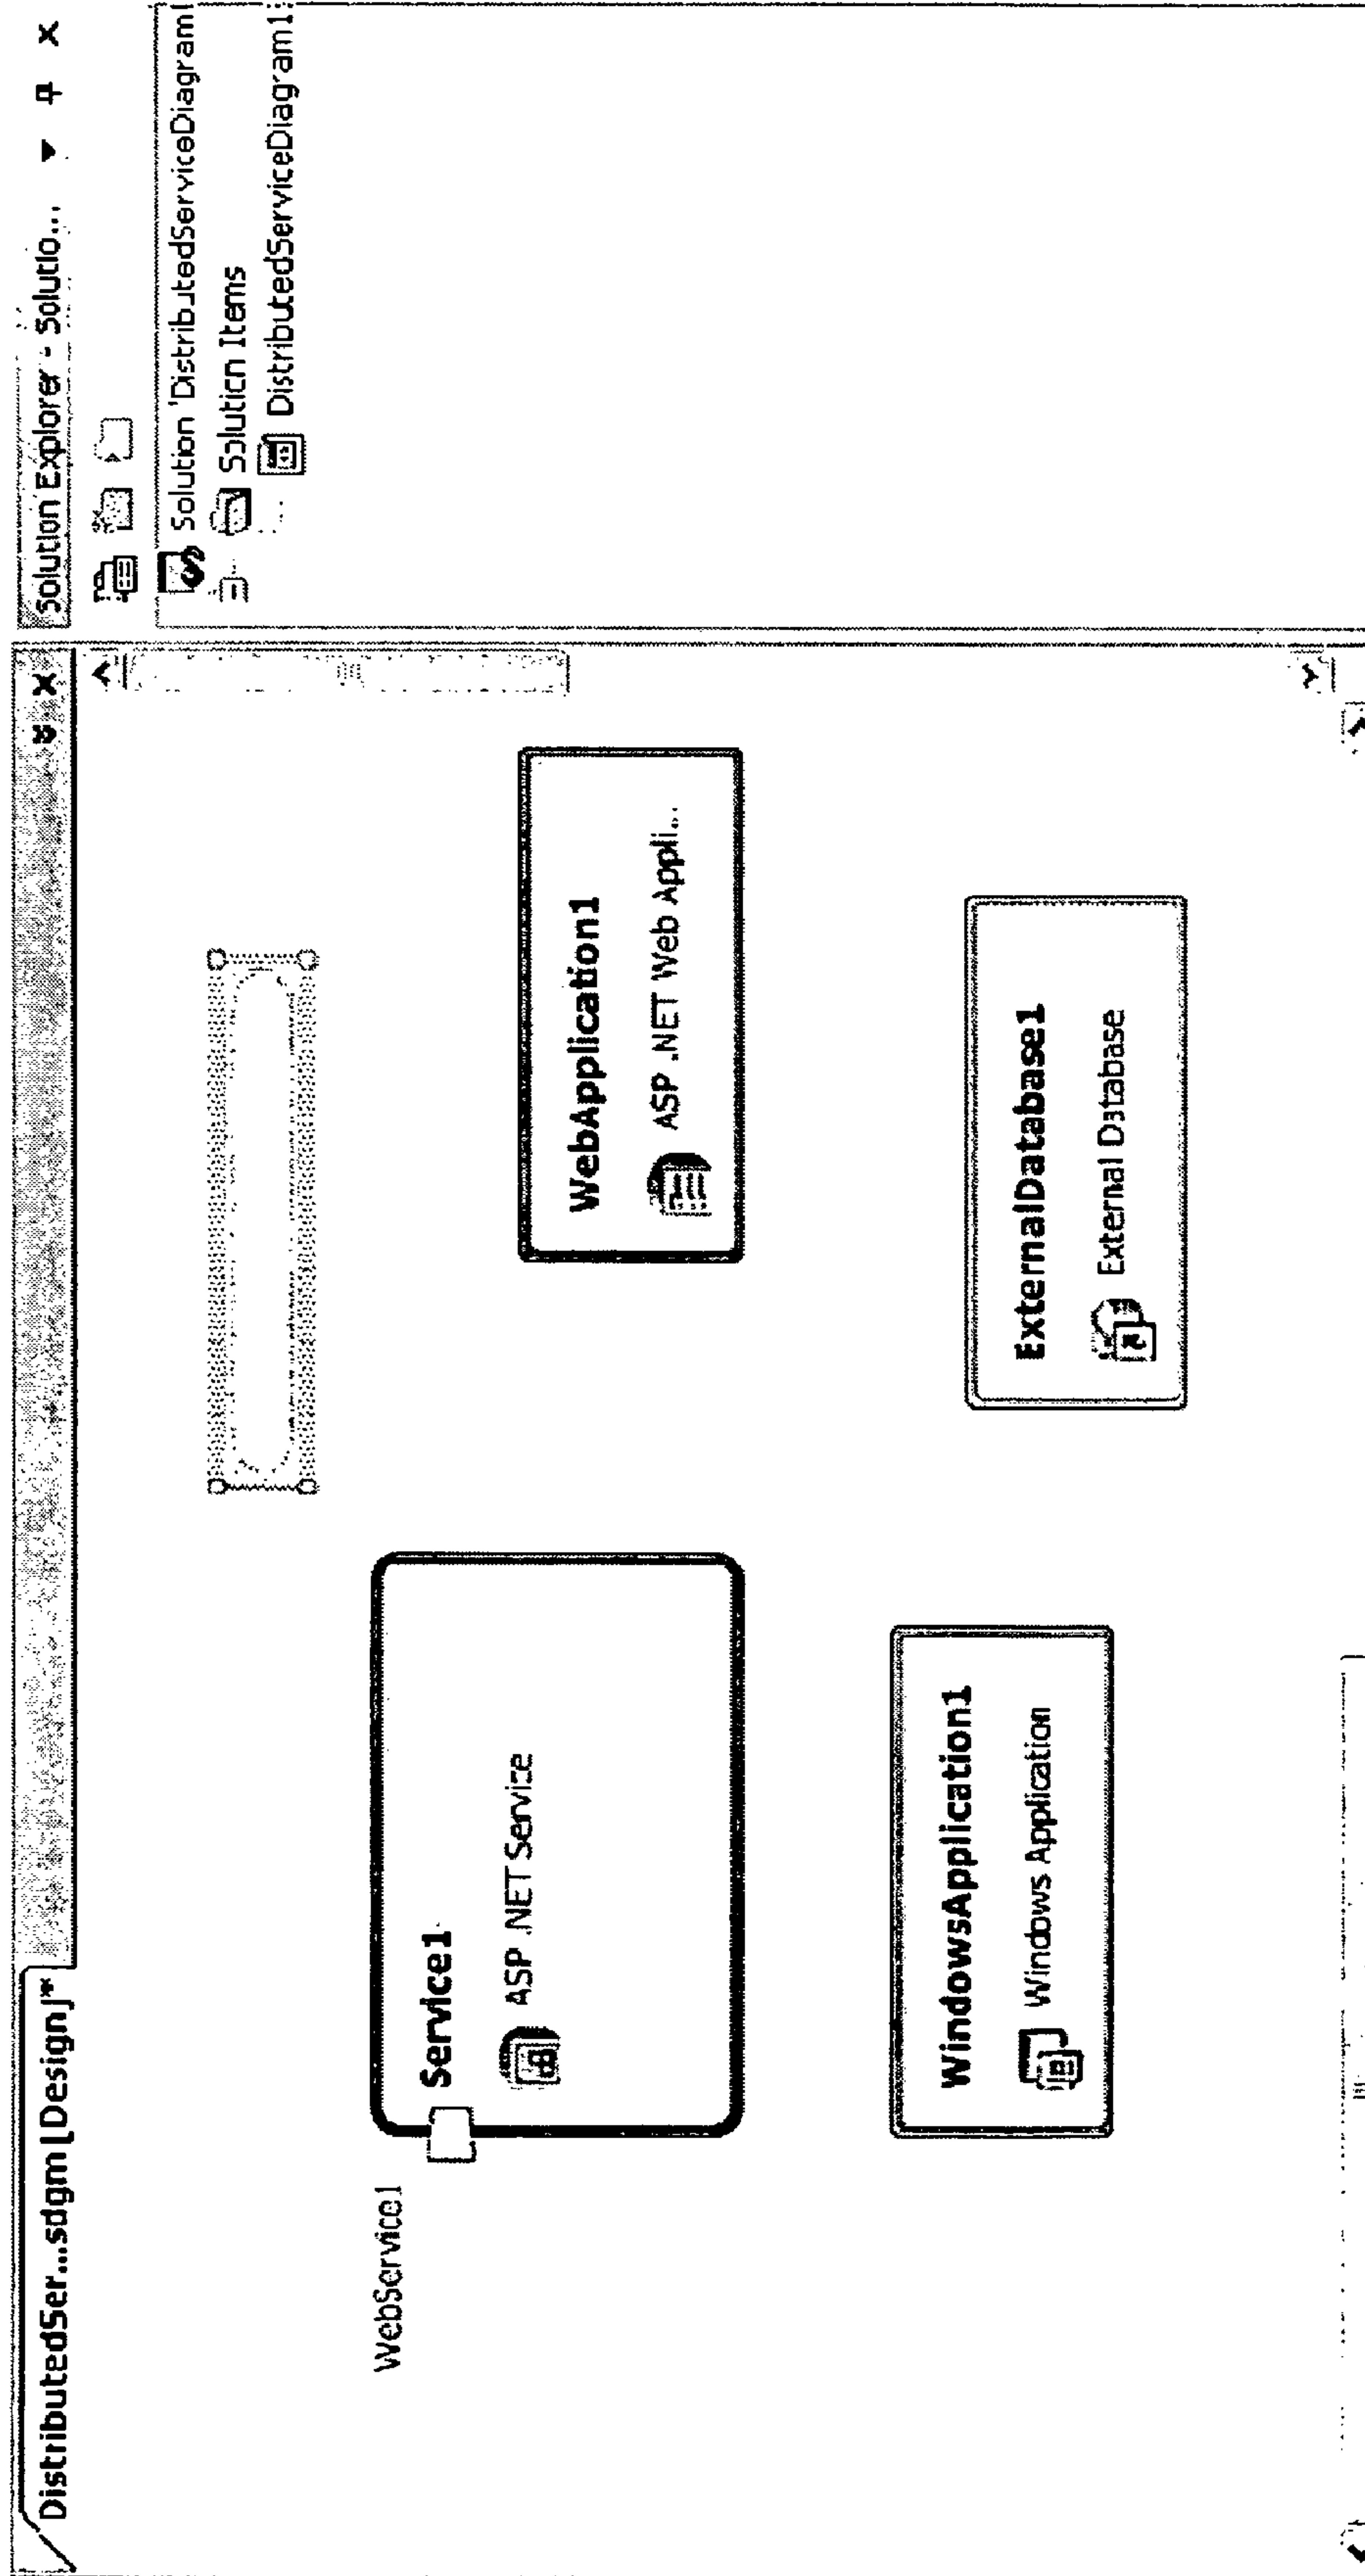 DistributedSer...sdgm [Design]*
Solution Explorer - Solutio...
Solution 'DistributedServiceDiagram
Solution Items
DistributedServiceDiagram1.
WebService1
Service1
ASP .NET Service
WebApplication1
ASP .NET Web Appli...
WindowsApplication1
Windows Application
ExternalDatabase1
External Database